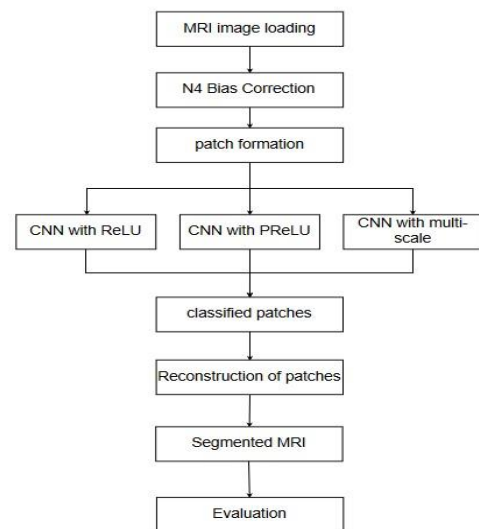 MRI image loading
N4 Bias Correction
patch formation
CNN with ReLU
CNN with PReLU
CNN with multi-
scale
classified patches
Reconstruction of patches
Segmented MRI
Evaluation